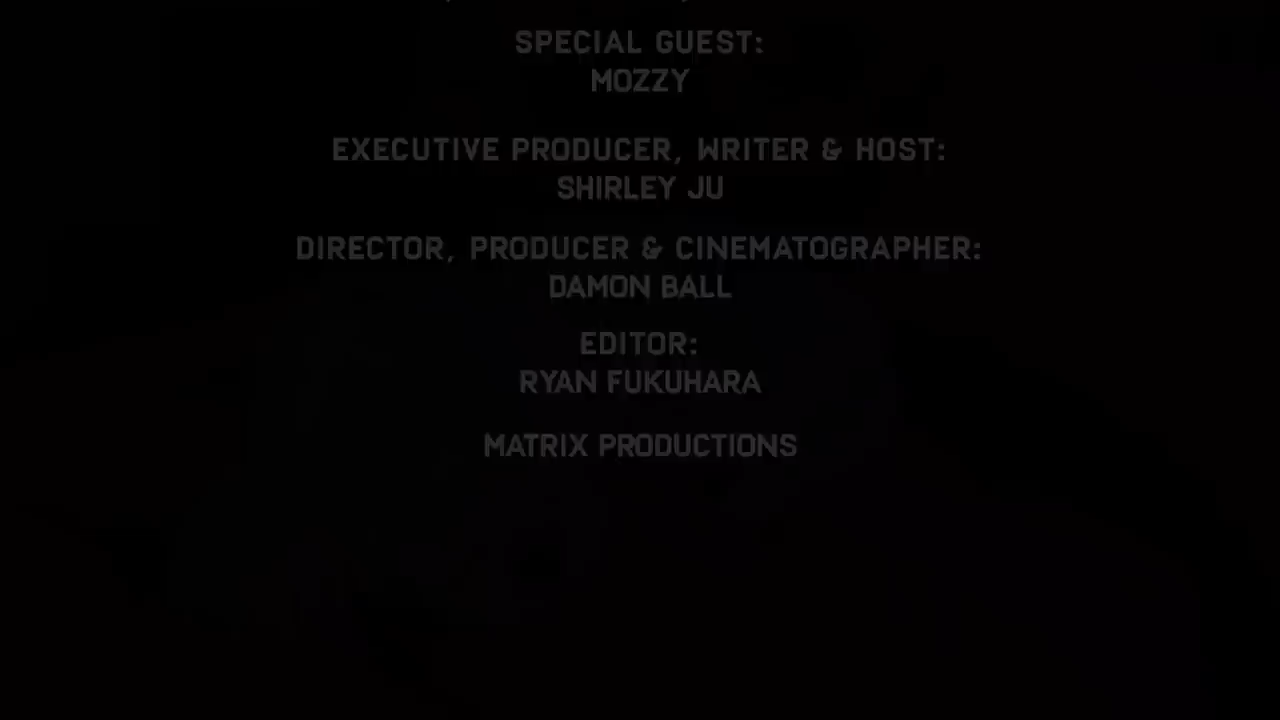 SPECIAL GUEST:
MOZZY
EXECUTIVE PRODUCER, WRITER & HOST:
SHIRLEY JU
DIRECTOR, PRODUCER & CINEMATOGRAPHER:
DAMON BALL
EDITOR:
RYAN FUKUHARA
MATRIX PRODUCTIONS